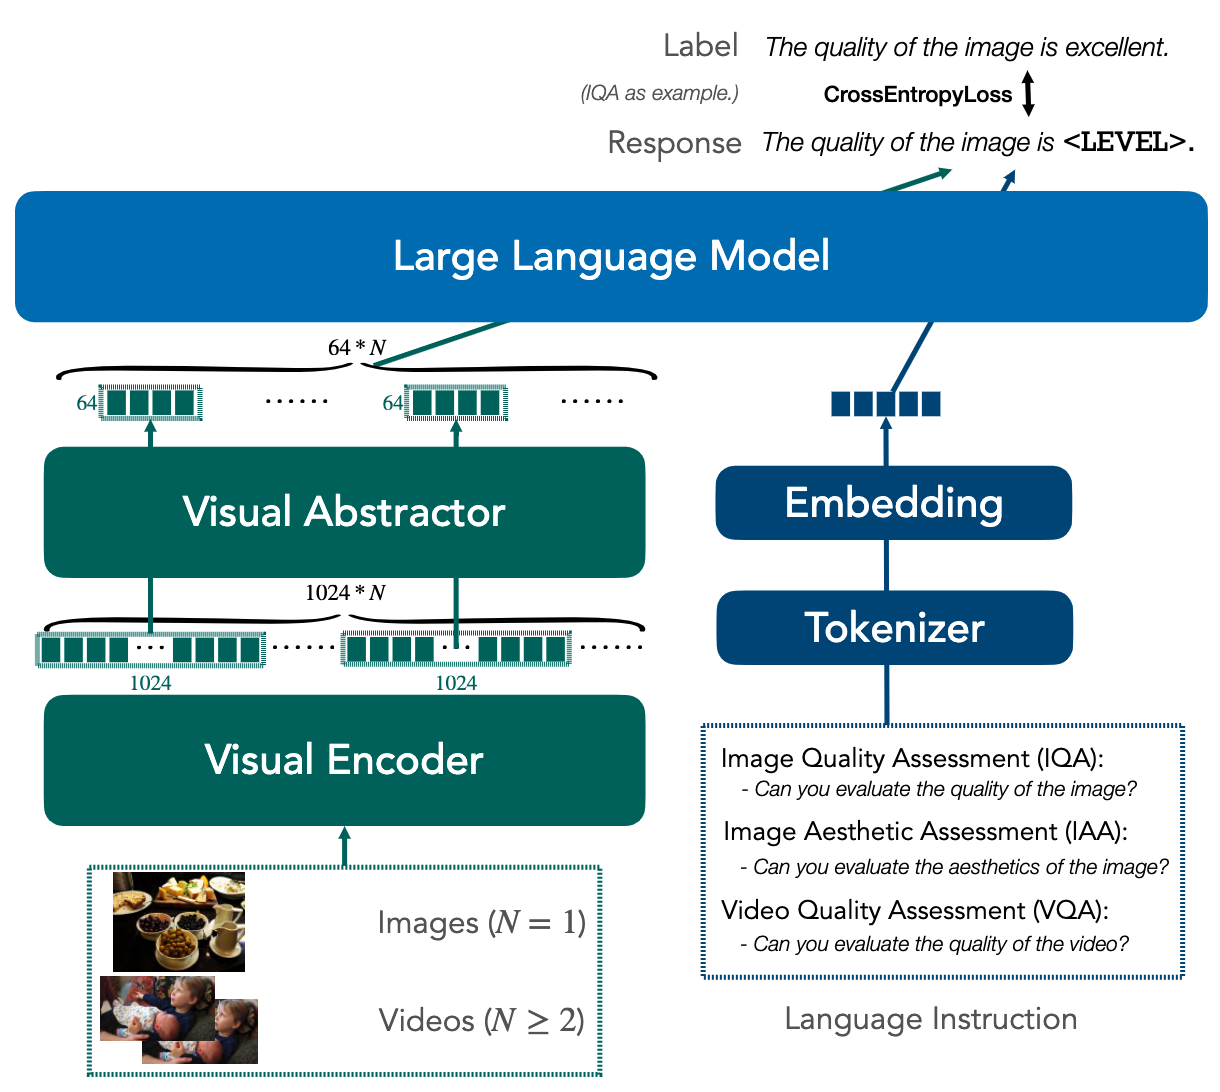 Label The quality of the image is excellent.
(IQA as example.) CrossEntropyLoss
Response The quality of the image is <LEVEL>.
Large Language Model
64 * N
64 ...... 64 ......
Visual Abstractor
Embedding
1024 * N
... ...... ... ......
1024 1024
Tokenizer
Visual Encoder
Image Quality Assessment (IQA):
- Can you evaluate the quality of the image?
Image Aesthetic Assessment (IAA):
- Can you evaluate the aesthetics of the image?
Video Quality Assessment (VQA):
- Can you evaluate the quality of the video?
Images (N = 1)
Videos (N ≥ 2)
Language Instruction